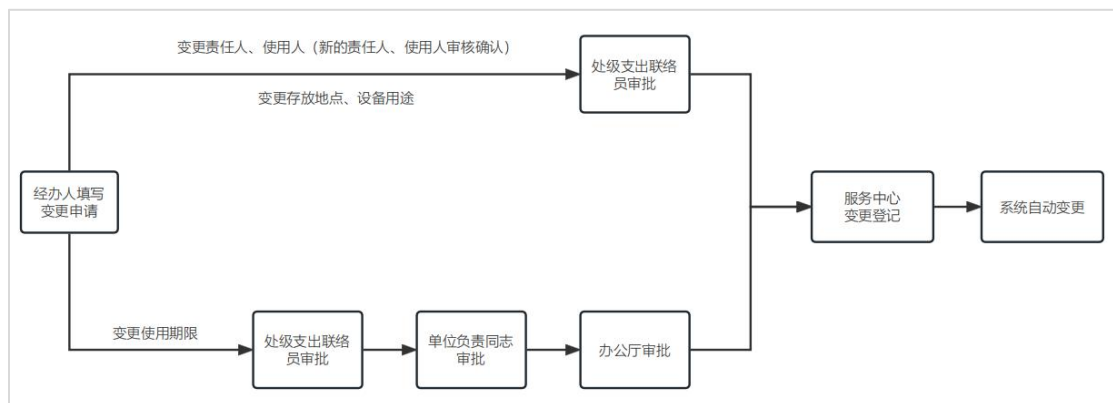 变更责任人、使用人（新的责任人、使用人审核确认）
变更存放地点、设备用途
处级支出联络
员审批
经办人填写
变更申请
服务中心
变更登记
系统自动变更
变更使用期限
处级支出联络
员审批
单位负责同志
审批
办公厅审批